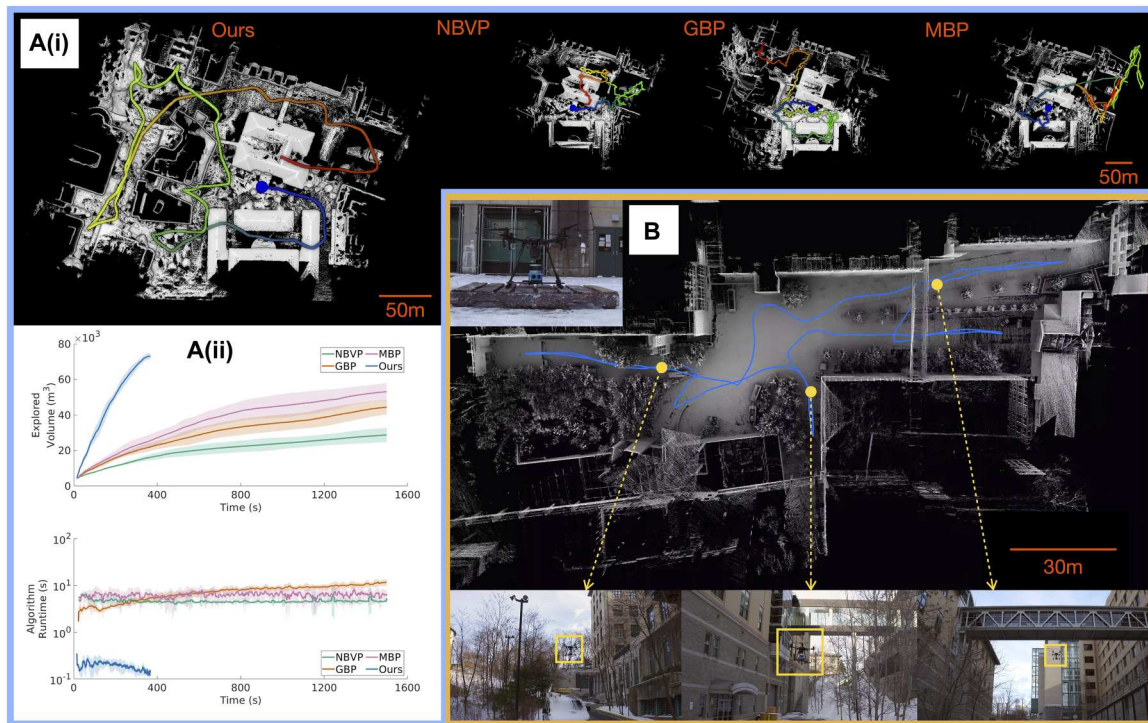 A(i)
Ours
NBVP
GBP
MBP
50m
50m
B
30m
A(ii)
×10³
80
60
40
20
0
Explored
Volume (m³)
NBVP MBP
GBP Ours
0 400 800 1200 1600
Time (s)
10²
10¹
10⁰
10⁻¹
Algorithm
Runtime (s)
NBVP MBP
GBP Ours
0 400 800 1200 1600
Time (s)